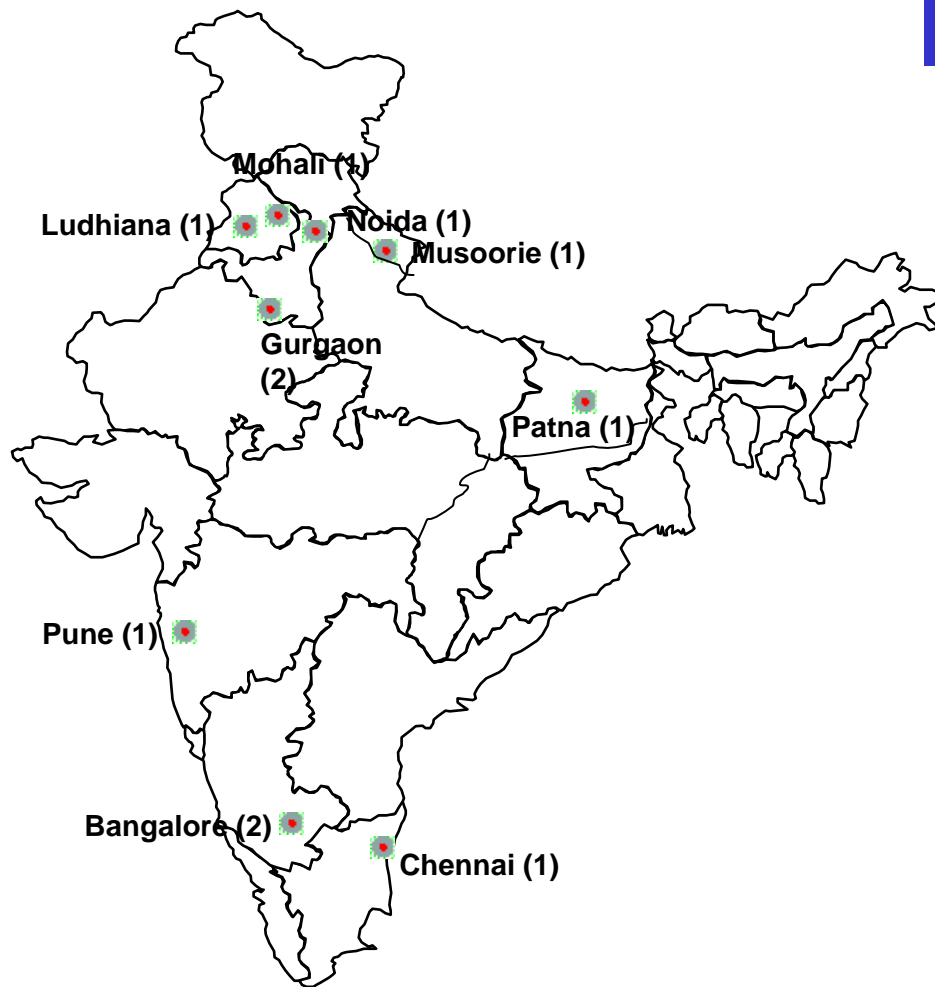 Mohali (1)
Ludhiana (1)
Noida (1)
Musoorie (1)
Gurgaon
(2)
Patna (1)
Pune (1)
Bangalore (2)
Chennai (1)